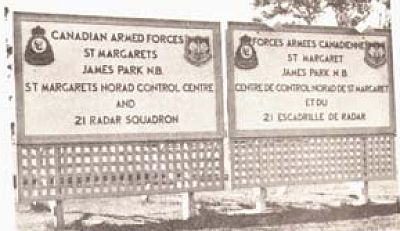 CANADIAN ARMED FORCES
ST MARGARETS
JAMES PARK N.B.
ST MARGARETS NORAD CONTROL CENTRE
AND
21 RADAR SQUADRON
FORCES ARMEES CANADIENNES
ST MARGARET
JAMES PARK N.B.
CENTRE DE CONTROL NORAD DE ST MARGARET
ET DU
21 ESCADRILLE DE RADAR